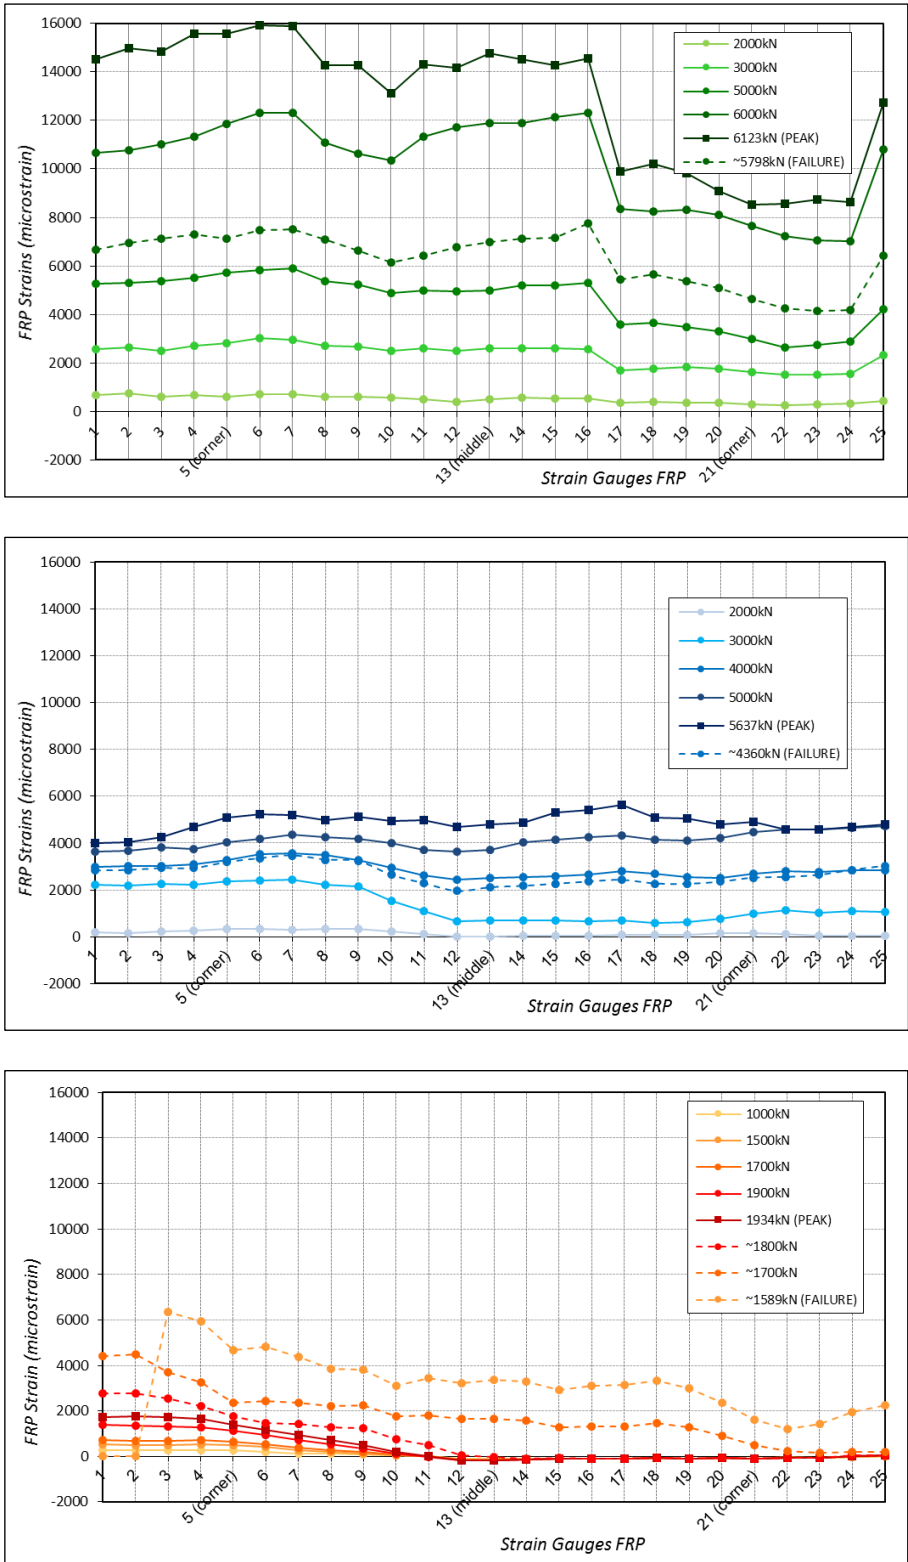 16000
14000
12000
10000
8000
6000
4000
2000
0
-2000
FRP Strains (microstrain)
2000kN
3000kN
5000kN
6000kN
6123kN (PEAK)
~5798kN (FAILURE)
1
2
3
4
5 (corner)
6
7
8
9
10
11
12
13 (middle)
14
15
16
17
18
19
20
21 (corner)
22
23
24
25
Strain Gauges FRP
16000
14000
12000
10000
8000
6000
4000
2000
0
-2000
FRP Strains (microstrain)
2000kN
3000kN
4000kN
5000kN
5637kN (PEAK)
~4360kN (FAILURE)
1
2
3
4
5 (corner)
6
7
8
9
10
11
12
13 (middle)
14
15
16
17
18
19
20
21 (corner)
22
23
24
25
Strain Gauges FRP
16000
14000
12000
10000
8000
6000
4000
2000
0
-2000
FRP Strain (microstrain)
1000kN
1500kN
1700kN
1900kN
1934kN (PEAK)
~1800kN
~1700kN
~1589kN (FAILURE)
1
2
3
4
5 (corner)
6
7
8
9
10
11
12
13 (middle)
14
15
16
17
18
19
20
21 (corner)
22
23
24
25
Strain Gauges FRP